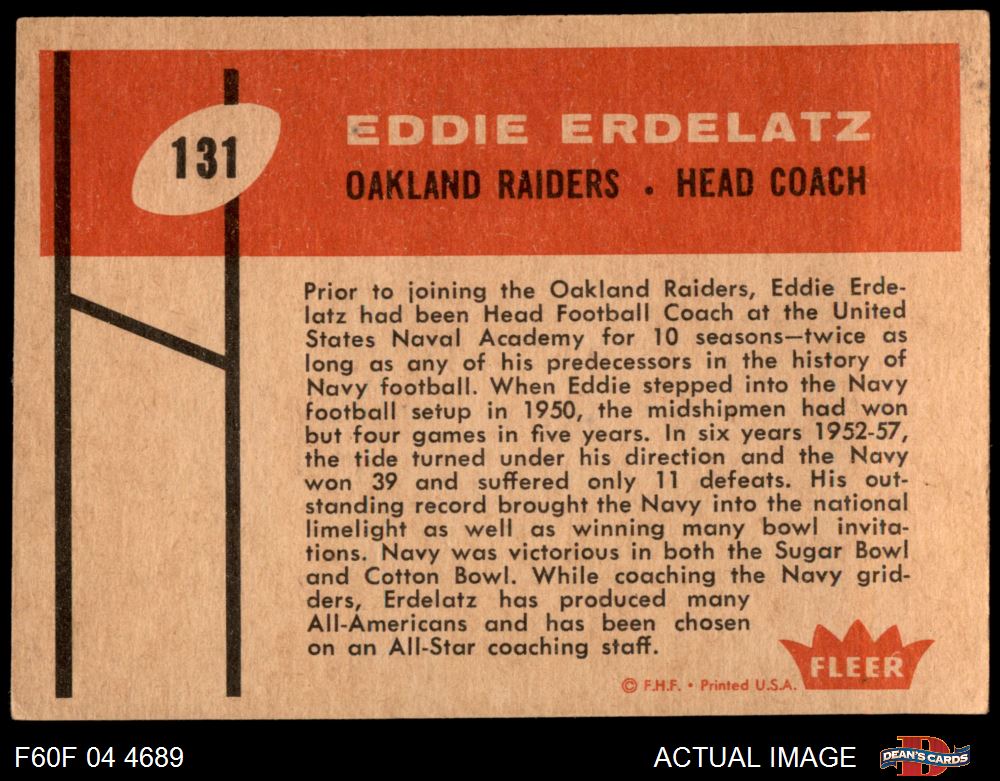 131
EDDIE ERDELATZ
OAKLAND RAIDERS • HEAD COACH
Prior to joining the Oakland Raiders, Eddie Erde-
latz had been Head Football Coach at the United
States Naval Academy for 10 seasons—twice as
long as any of his predecessors in the history of
Navy football. When Eddie stepped into the Navy
football setup in 1950, the midshipmen had won
but four games in five years. In six years 1952-57,
the tide turned under his direction and the Navy
won 39 and suffered only 11 defeats. His out-
standing record brought the Navy into the national
limelight as well as winning many bowl invita-
tions. Navy was victorious in both the Sugar Bowl
and Cotton Bowl. While coaching the Navy grid-
ders, Erdelatz has produced many
All-Americans and has been chosen
on an All-Star coaching staff.
FLEER
© F.H.F. • Printed U.S.A.
F60F 04 4689
ACTUAL IMAGE
DEAN'S CARDS